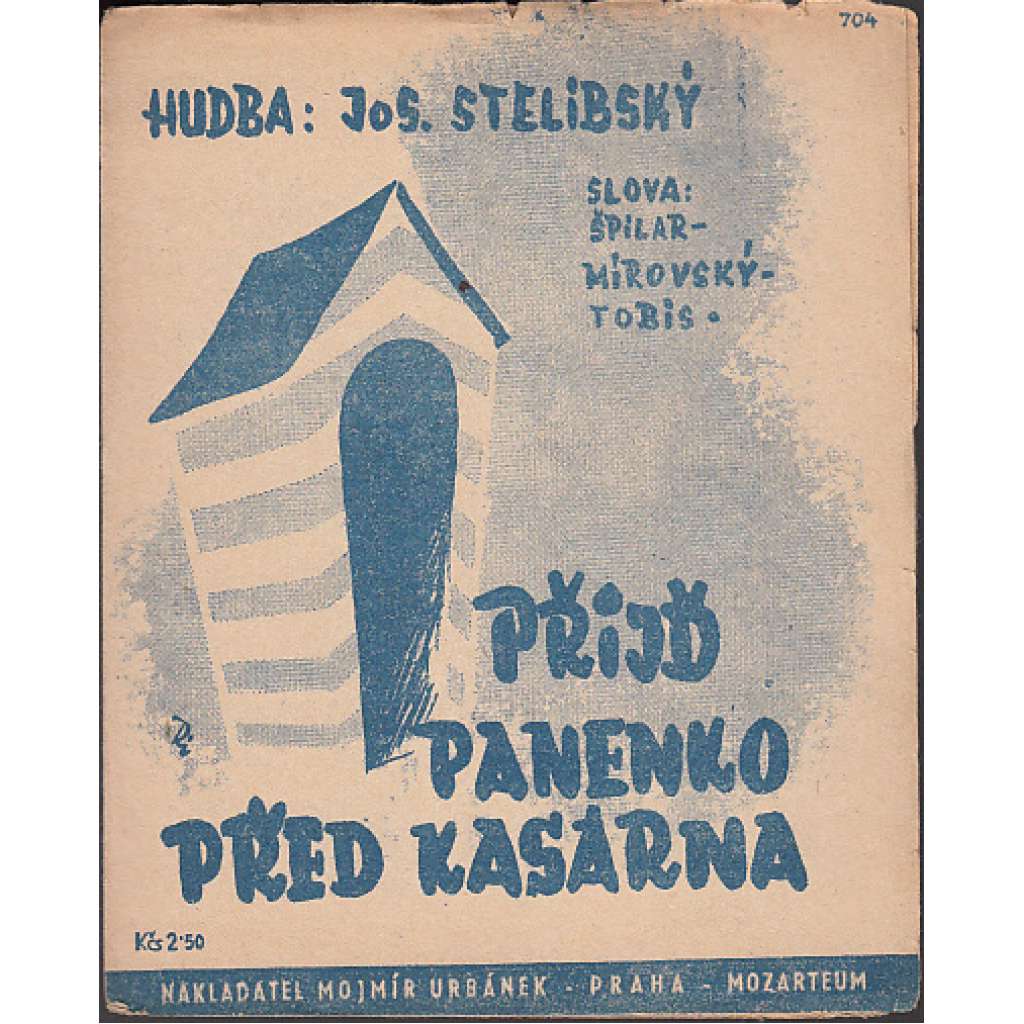 704
HUDBA: JOS. STELIBSKÝ
SLOVA:
ŠPILAR-
MÍROVSKÝ-
TOBIS.
PŘIJĎ
PANENKO
PŘED KASÁRNA
Kčs 2·50
NAKLADATEL MOJMÍR URBÁNEK - PRAHA - MOZARTEUM